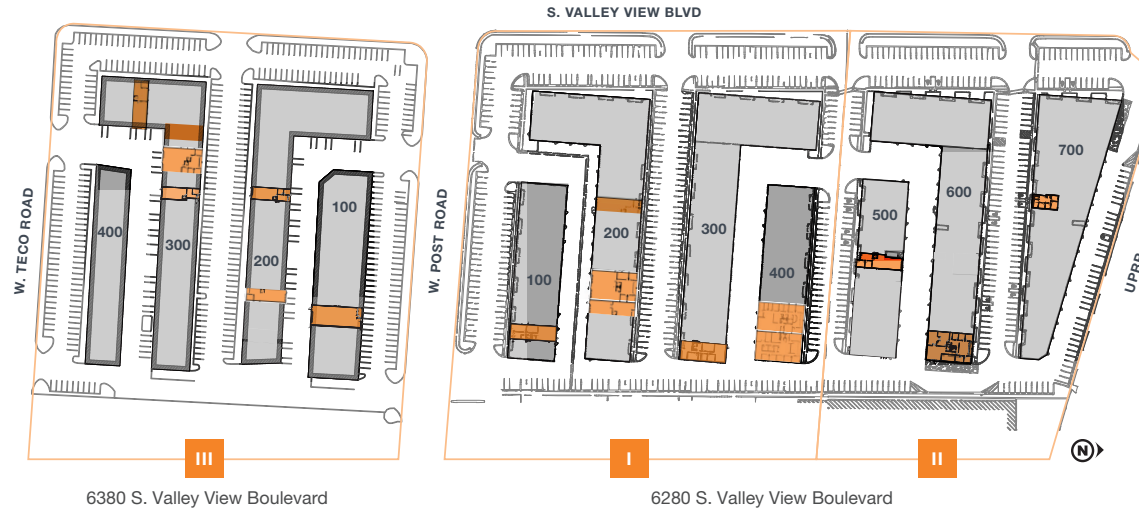 S. VALLEY VIEW BLVD
W. TECO ROAD
400
300
200
100
W. POST ROAD
100
200
300
400
500
600
700
UPRR
III
I
II
N
6380 S. Valley View Boulevard
6280 S. Valley View Boulevard